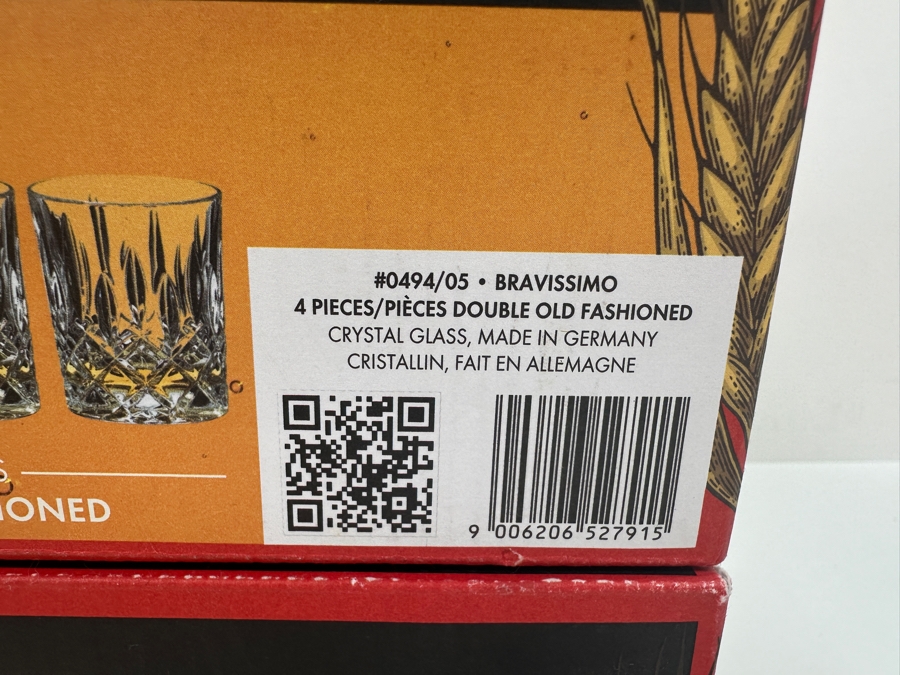 #0494/05 • BRAVISSIMO
4 PIECES/PIÈCES DOUBLE OLD FASHIONED
CRYSTAL GLASS, MADE IN GERMANY
CRISTALLIN, FAIT EN ALLEMAGNE
IONED
9 006206 527915